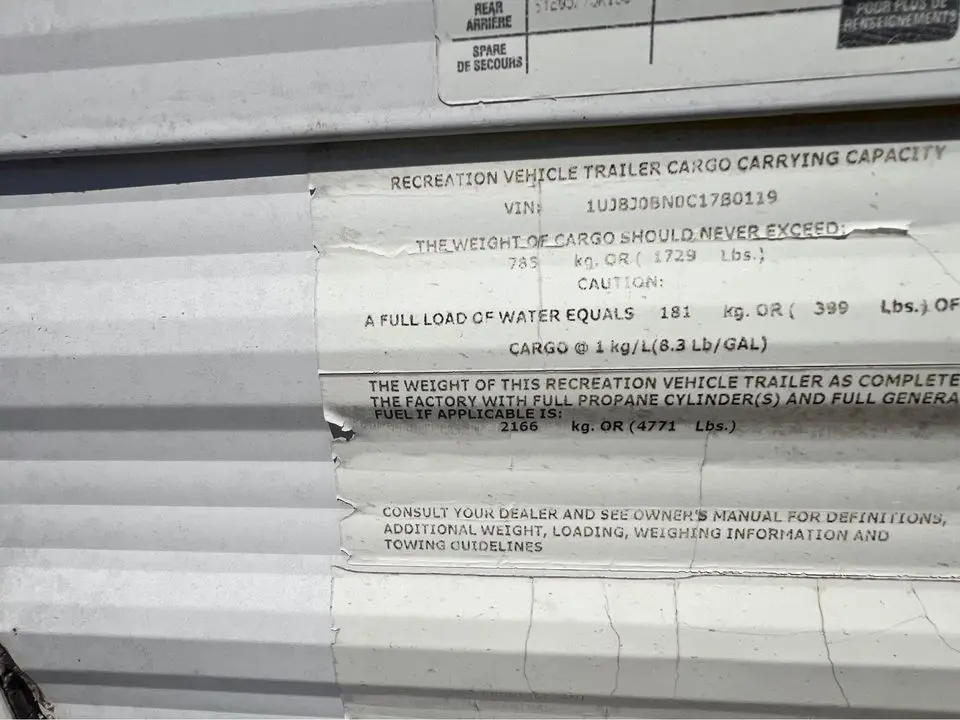 REAR
ARRIÈRE
POUR PLUS DE
RENSEIGNEMENTS
SPARE
DE SECOURS
RECREATION VEHICLE TRAILER CARGO CARRYING CAPACITY
VIN: 1UJBJ0BN0C17B0119
THE WEIGHT OF CARGO SHOULD NEVER EXCEED:
785 kg. OR ( 1729 Lbs.)
CAUTION:
A FULL LOAD OF WATER EQUALS 181 kg. OR ( 399 Lbs.) OF
CARGO @ 1 kg/L(8.3 Lb/GAL)
THE WEIGHT OF THIS RECREATION VEHICLE TRAILER AS COMPLETE
THE FACTORY WITH FULL PROPANE CYLINDER(S) AND FULL GENERA
FUEL IF APPLICABLE IS:
2166 kg. OR (4771 Lbs.)
CONSULT YOUR DEALER AND SEE OWNER'S MANUAL FOR DEFINITIONS,
ADDITIONAL WEIGHT, LOADING, WEIGHING INFORMATION AND
TOWING GUIDELINES